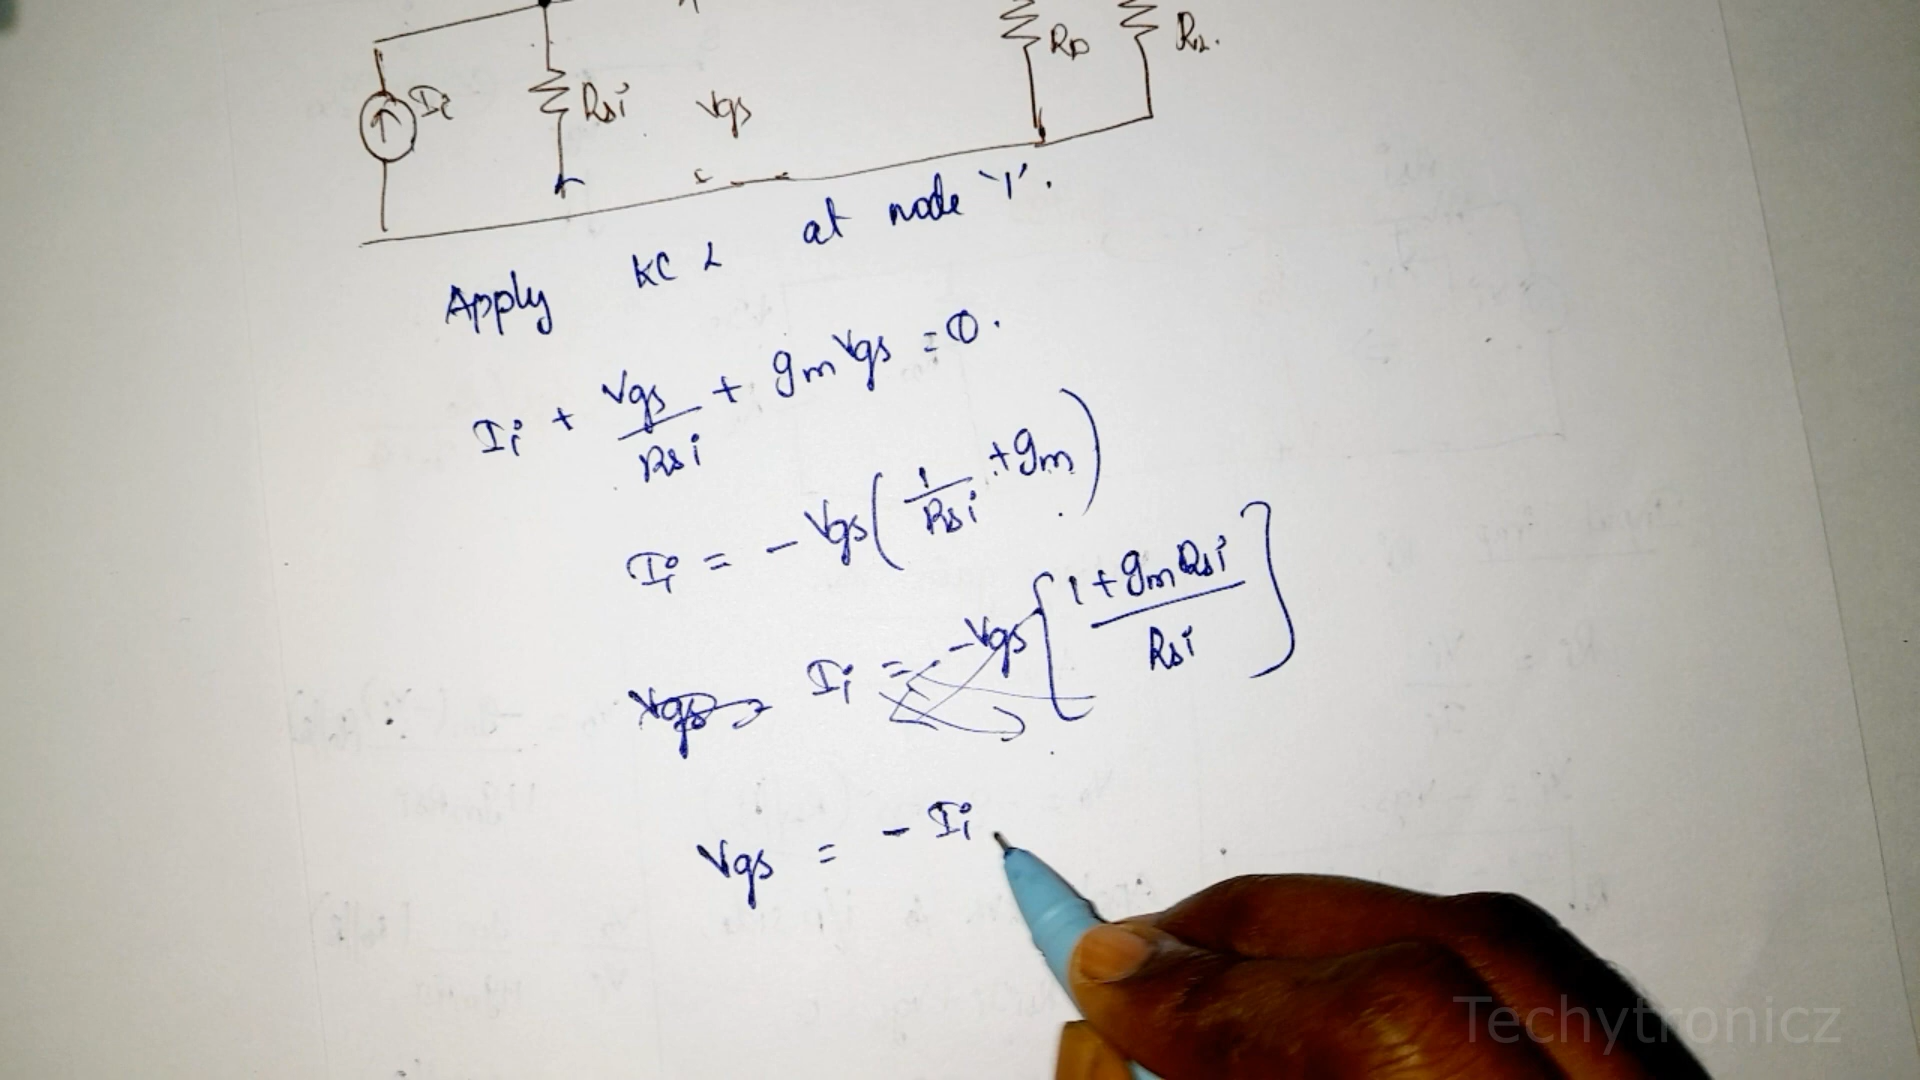 Ii Rsi Vgs RD RL.
Apply KCL at node '1'.
Ii + Vgs/Rsi + gmVgs = 0.
Ii = -Vgs(1/Rsi + gm)
Ii = -Vgs[1 + gmRsi/Rsi]
Vgs = -Ii
Techytronicz